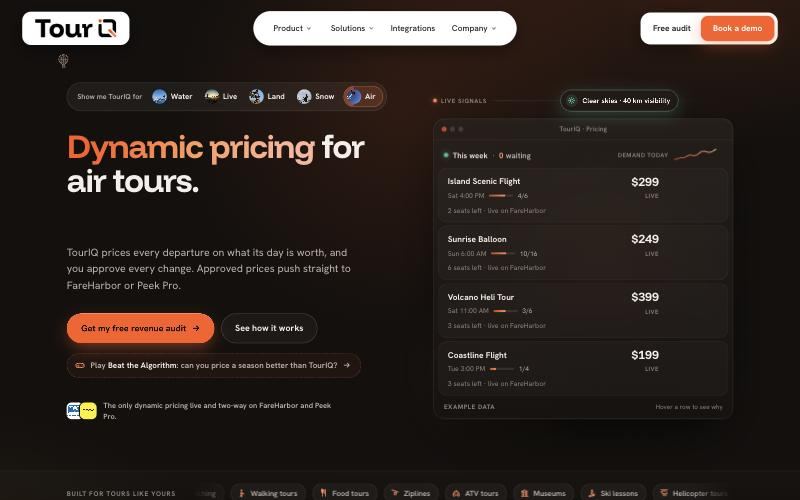 Tour iQ
Product
Solutions
Integrations
Company
Free audit
Book a demo
Show me TourIQ for
Water
Live
Land
Snow
Air
Dynamic pricing for
air tours.
TourIQ prices every departure on what its day is worth, and
you approve every change. Approved prices push straight to
FareHarbor or Peek Pro.
Get my free revenue audit →
See how it works
Play Beat the Algorithm: can you price a season better than TourIQ? →
The only dynamic pricing live and two-way on FareHarbor and Peek
Pro.
LIVE SIGNALS
Clear skies · 40 km visibility
TourIQ · Pricing
This week · 0 waiting
DEMAND TODAY
Island Scenic Flight
$299
Sat 4:00 PM
4/6
LIVE
2 seats left · live on FareHarbor
Sunrise Balloon
$249
Sun 6:00 AM
10/16
LIVE
6 seats left · live on FareHarbor
Volcano Heli Tour
$399
Sat 11:00 AM
3/6
LIVE
3 seats left · live on FareHarbor
Coastline Flight
$199
Tue 3:00 PM
1/4
LIVE
3 seats left · live on FareHarbor
EXAMPLE DATA
Hover a row to see why
BUILT FOR TOURS LIKE YOURS
Walking tours
Food tours
Ziplines
ATV tours
Museums
Ski lessons
Helicopter tours